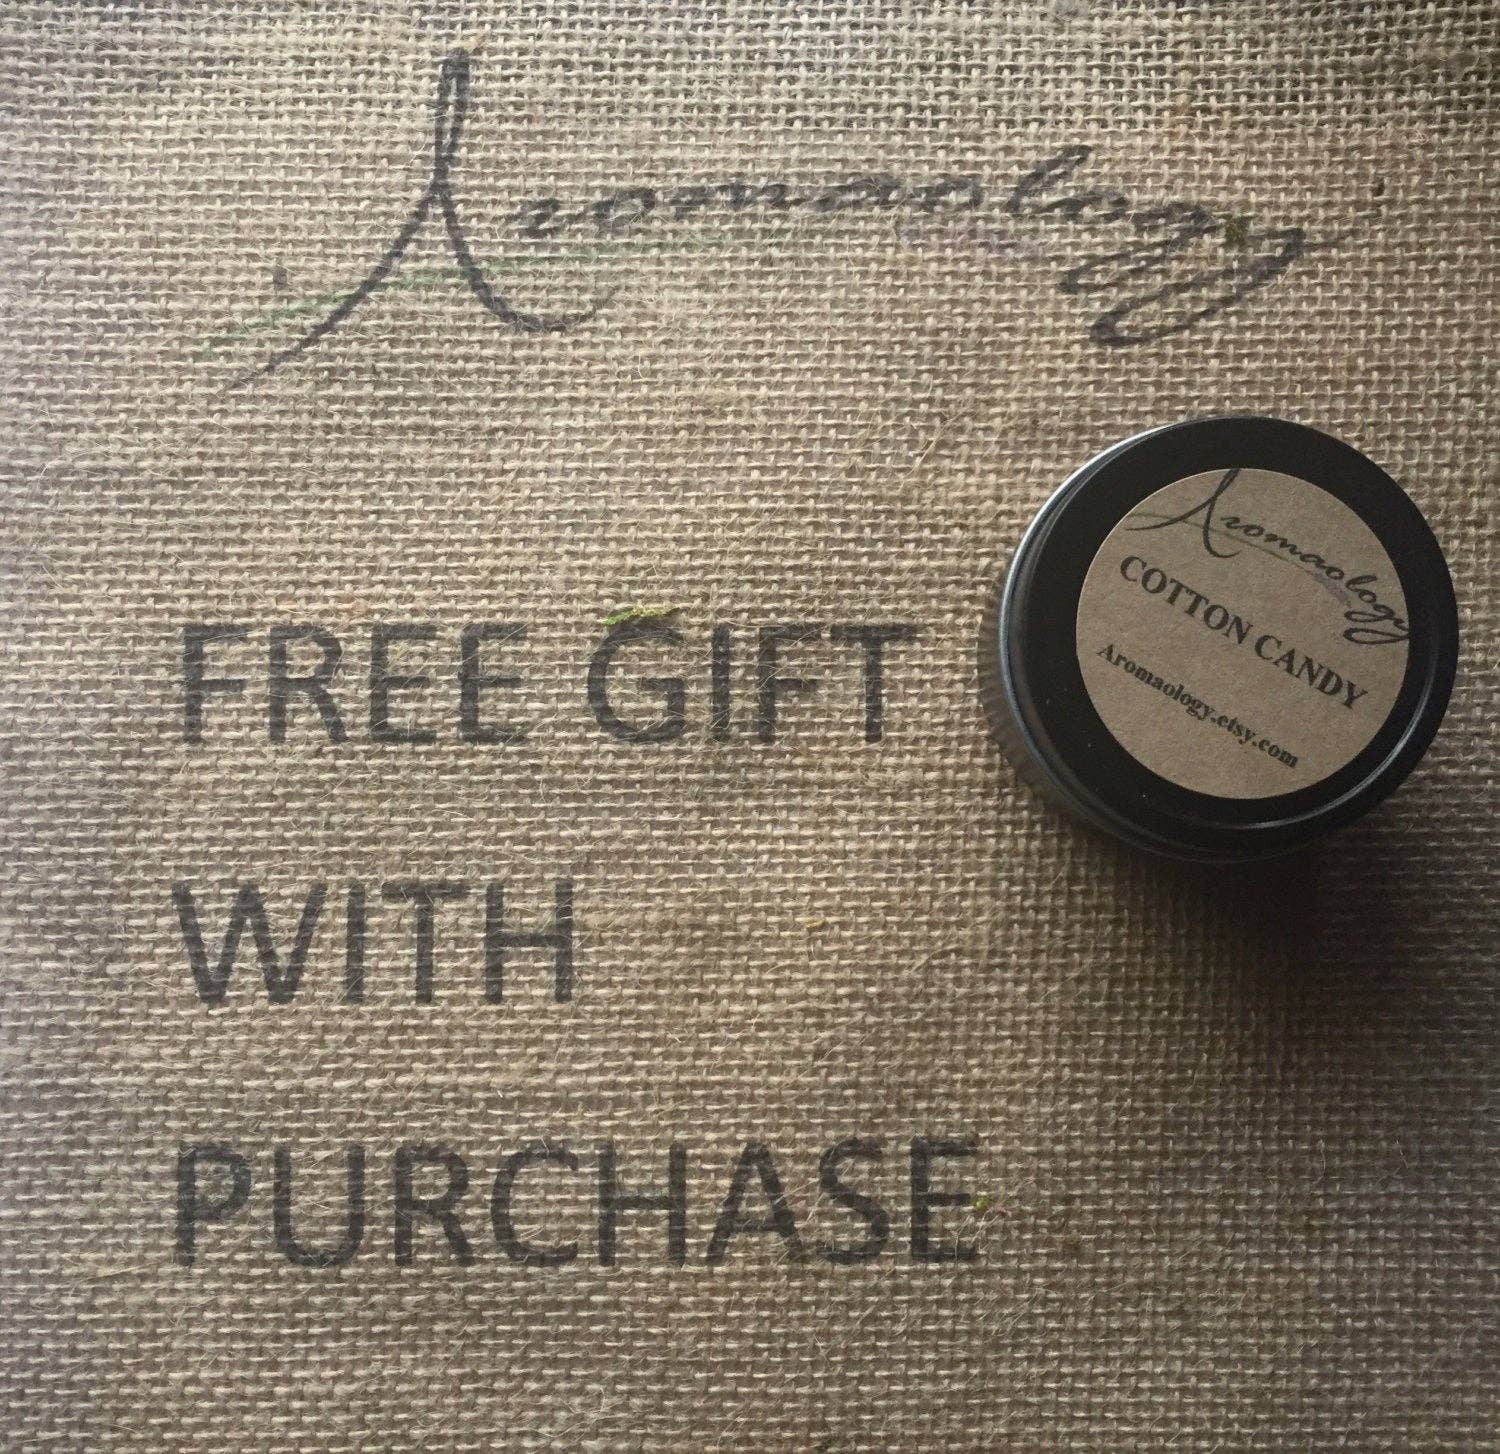 Aromaology
FREE GIFT
WITH
PURCHASE
Aromaology
COTTON CANDY
Aromaology.etsy.com